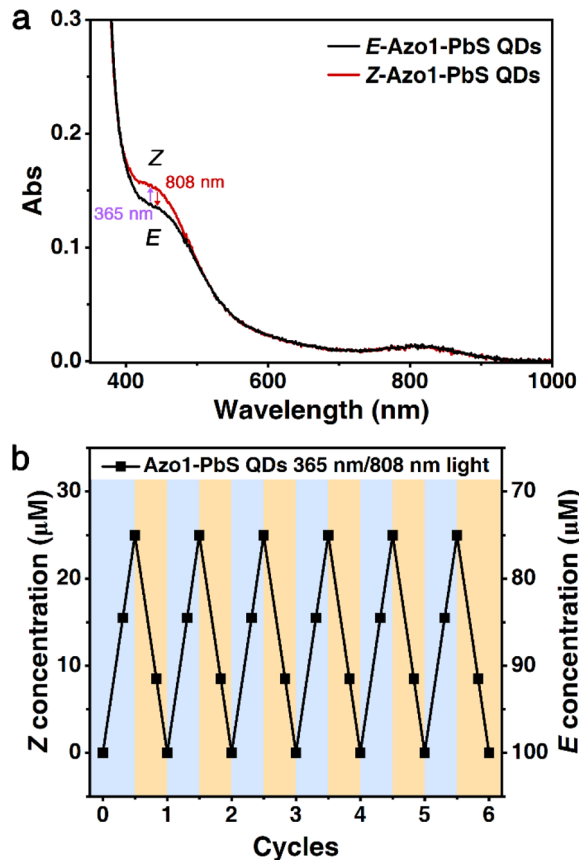 a
0.3
0.2
0.1
0.0
Abs
E-Azo1-PbS QDs
Z-Azo1-PbS QDs
Z
808 nm
365 nm
E
400
600
800
1000
Wavelength (nm)
b
Azo1-PbS QDs 365 nm/808 nm light
30
20
10
0
Z concentration (μM)
70
80
90
100
E concentration (μM)
0
1
2
3
4
5
6
Cycles